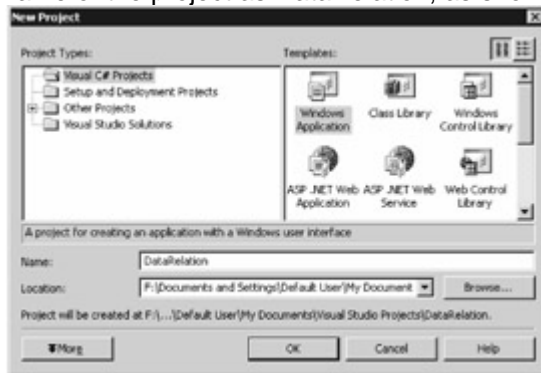 New Project
Project Types:
Templates:
Visual C# Projects
Setup and Deployment Projects
Other Projects
Visual Studio Solutions
Windows Application
Class Library
Windows Control Library
ASP .NET Web Application
ASP .NET Web Service
Web Control Library
A project for creating an application with a Windows user interface
Name:
DataRelation
Location:
F:\Documents and Settings\Default User\My Document
Browse...
Project will be created at F:\...\Default User\My Documents\Visual Studio Projects\DataRelation.
More
OK
Cancel
Help